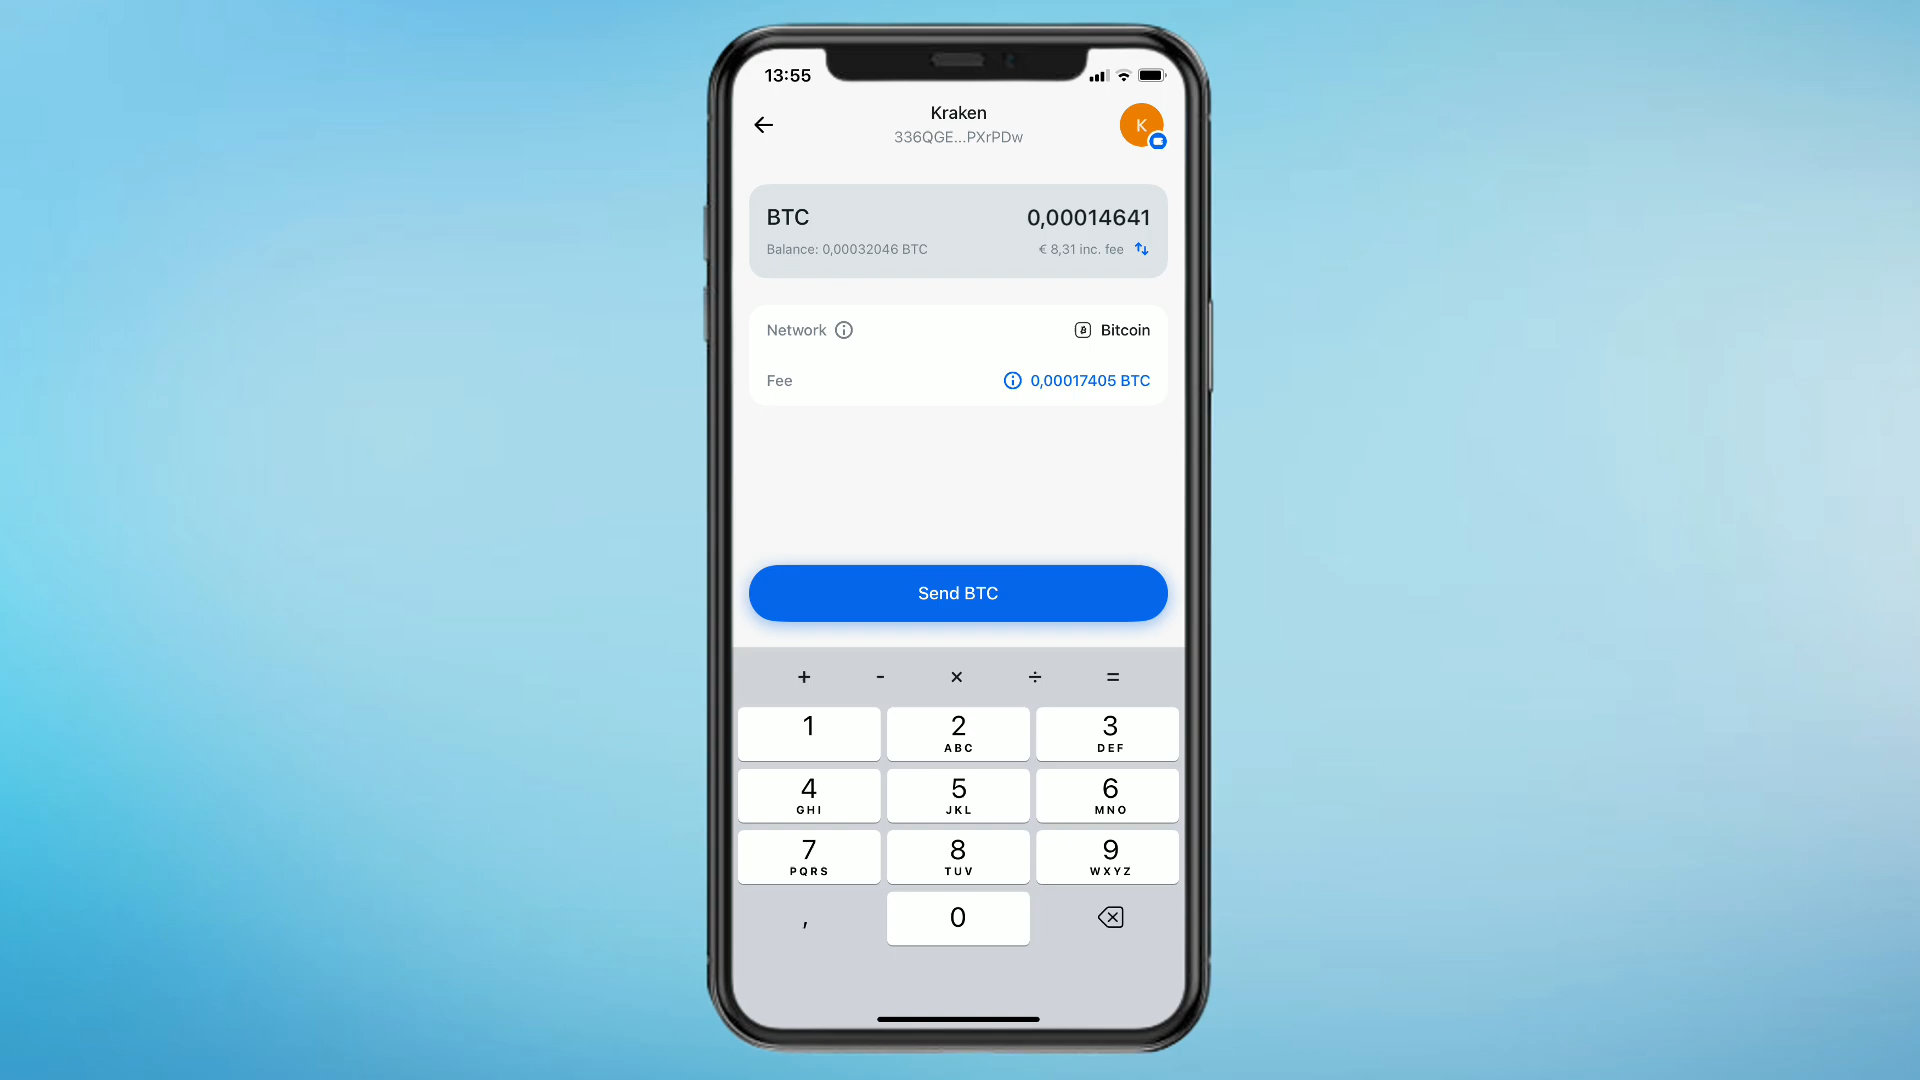 13:55
Kraken
336QGE...PXrPDw
K
BTC
0,00014641
Balance: 0,00032046 BTC
€ 8,31 inc. fee
Network
Bitcoin
Fee
0,00017405 BTC
Send BTC
+ - × ÷ =
1 2 3
ABC DEF
4 5 6
GHI JKL MNO
7 8 9
PQRS TUV WXYZ
, 0